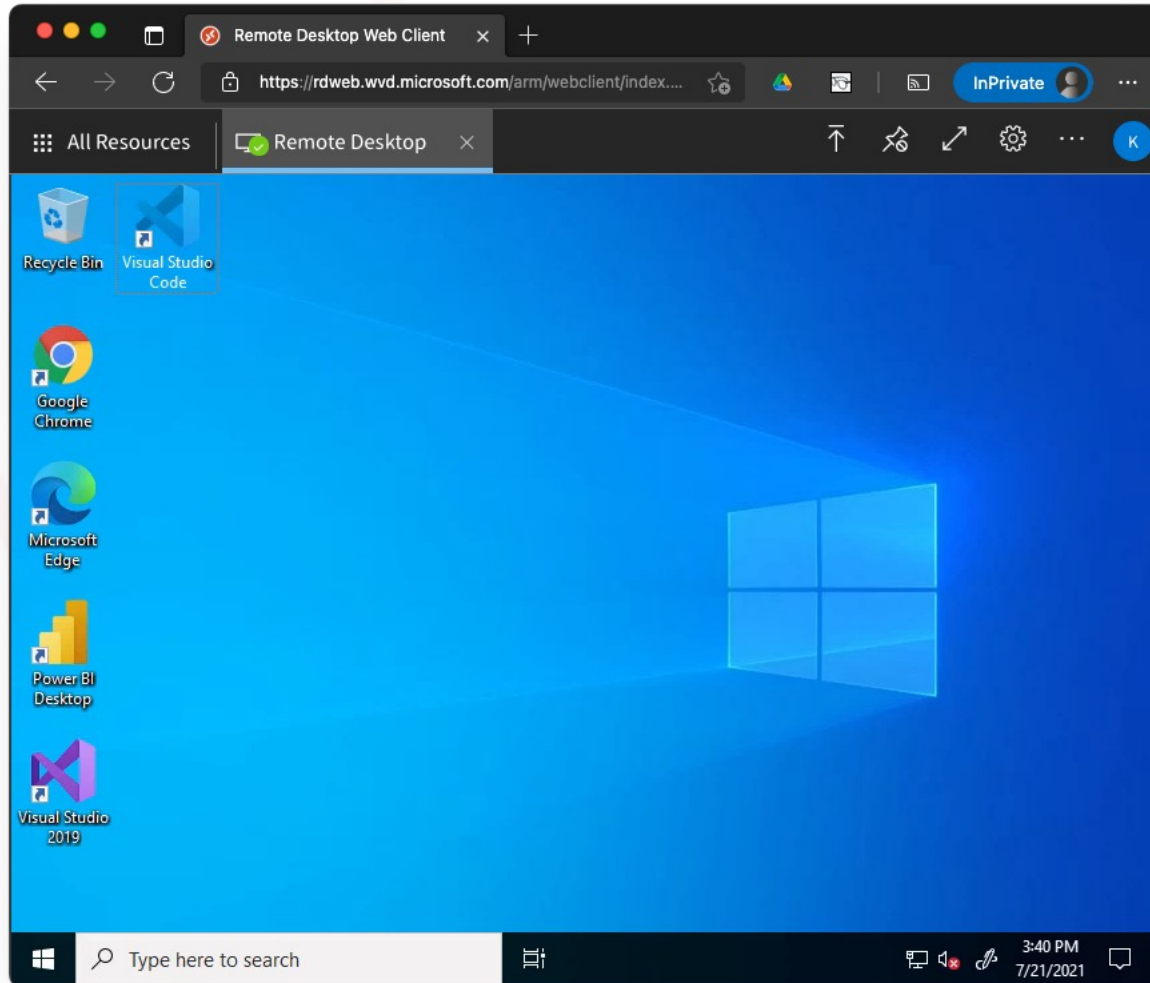 Remote Desktop Web Client
https://rdweb.wvd.microsoft.com/arm/webclient/index....
InPrivate
All Resources
Remote Desktop
K
Recycle Bin
Visual Studio
Code
Google
Chrome
Microsoft
Edge
Power BI
Desktop
Visual Studio
2019
Type here to search
3:40 PM
7/21/2021